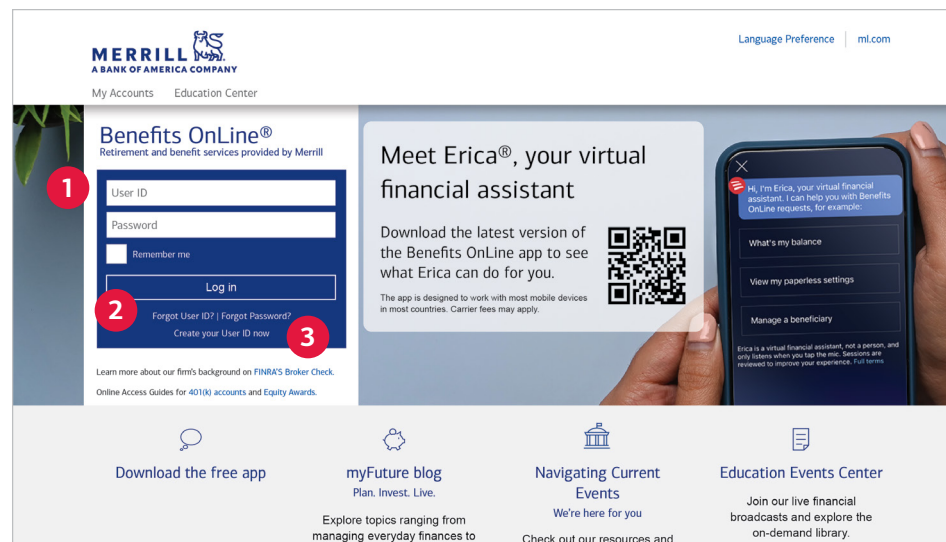 MERRILL
A BANK OF AMERICA COMPANY
Language Preference
ml.com
My Accounts
Education Center
Benefits OnLine®
Retirement and benefit services provided by Merrill
1
User ID
Password
Remember me
Log in
2
Forgot User ID? | Forgot Password?
Create your User ID now
3
Learn more about our firm's background on FINRA'S Broker Check.
Online Access Guides for 401(k) accounts and Equity Awards.
Meet Erica®, your virtual
financial assistant
Download the latest version of
the Benefits OnLine app to see
what Erica can do for you.
The app is designed to work with most mobile devices
in most countries. Carrier fees may apply.
Hi, I'm Erica, your virtual financial
assistant. I can help you with Benefits
OnLine requests, for example:
What's my balance
View my paperless settings
Manage a beneficiary
Erica is a virtual financial assistant, not a person, and
only listens when you tap the mic. Sessions are
reviewed to improve your experience. Full terms
Download the free app
myFuture blog
Plan. Invest. Live.
Explore topics ranging from
managing everyday finances to
Navigating Current
Events
We're here for you
Check out our resources and
Education Events Center
Join our live financial
broadcasts and explore the
on-demand library.